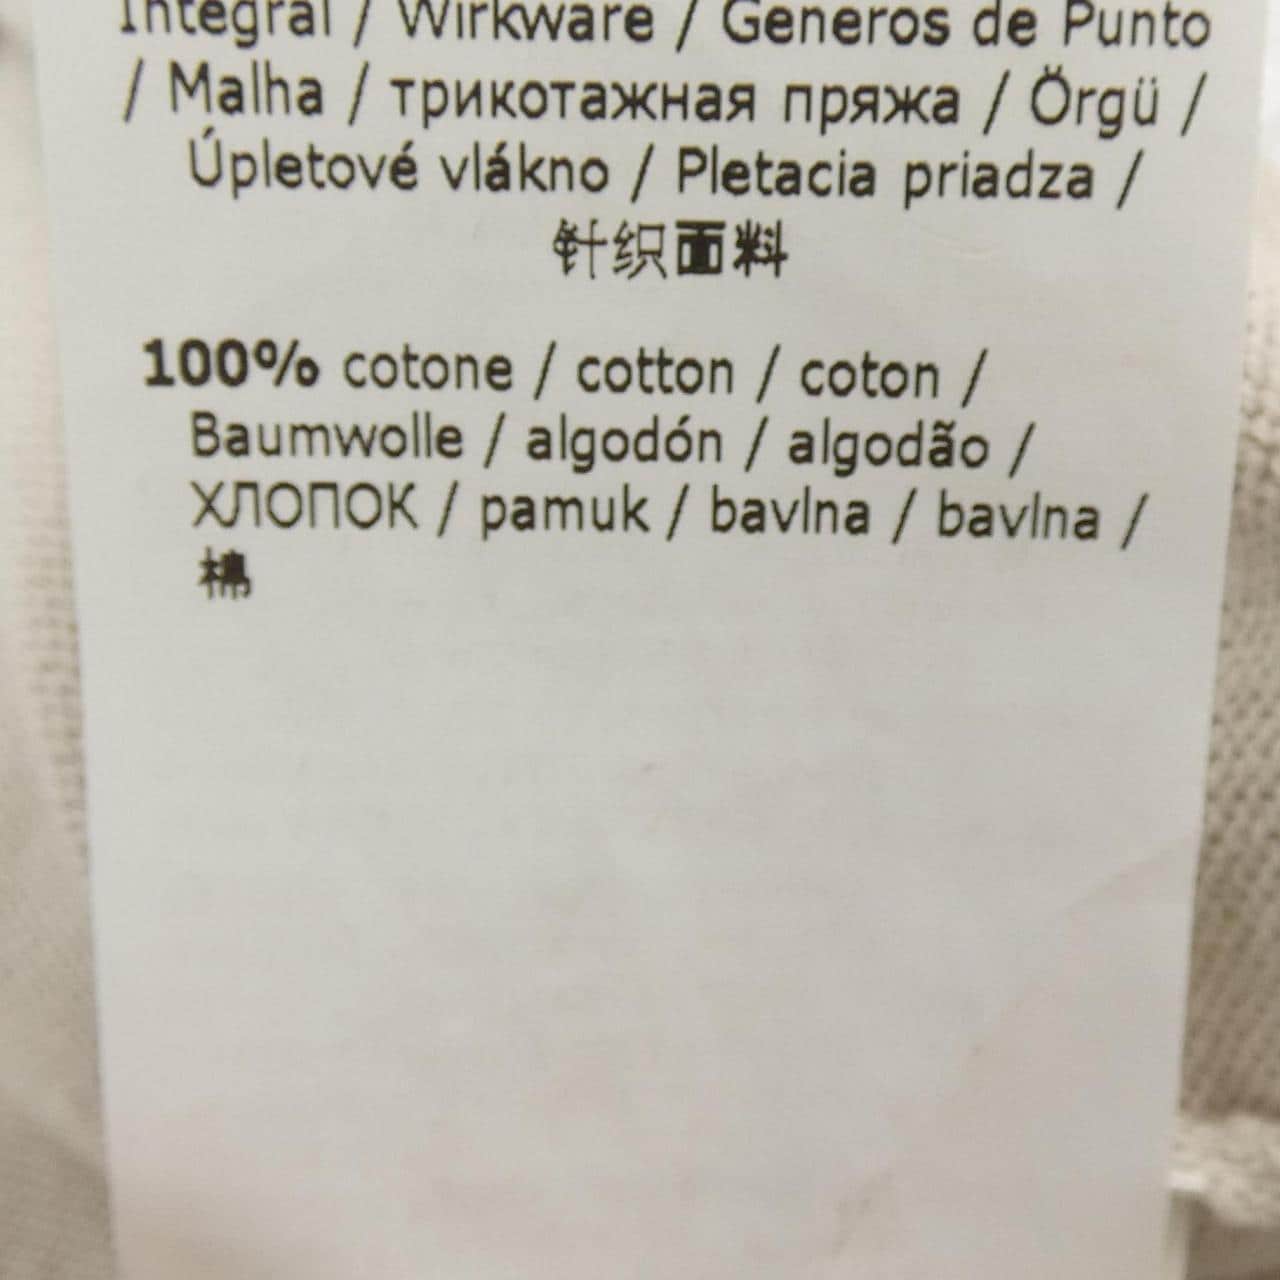 Integral / Wirkware / Generos de Punto
/ Malha / трикотажная пряжа / Örgü /
Úpletové vlákno / Pletacia priadza /
针织面料
100% cotone / cotton / coton /
Baumwolle / algodón / algodão /
ХЛОПОК / pamuk / bavlna / bavlna /
棉